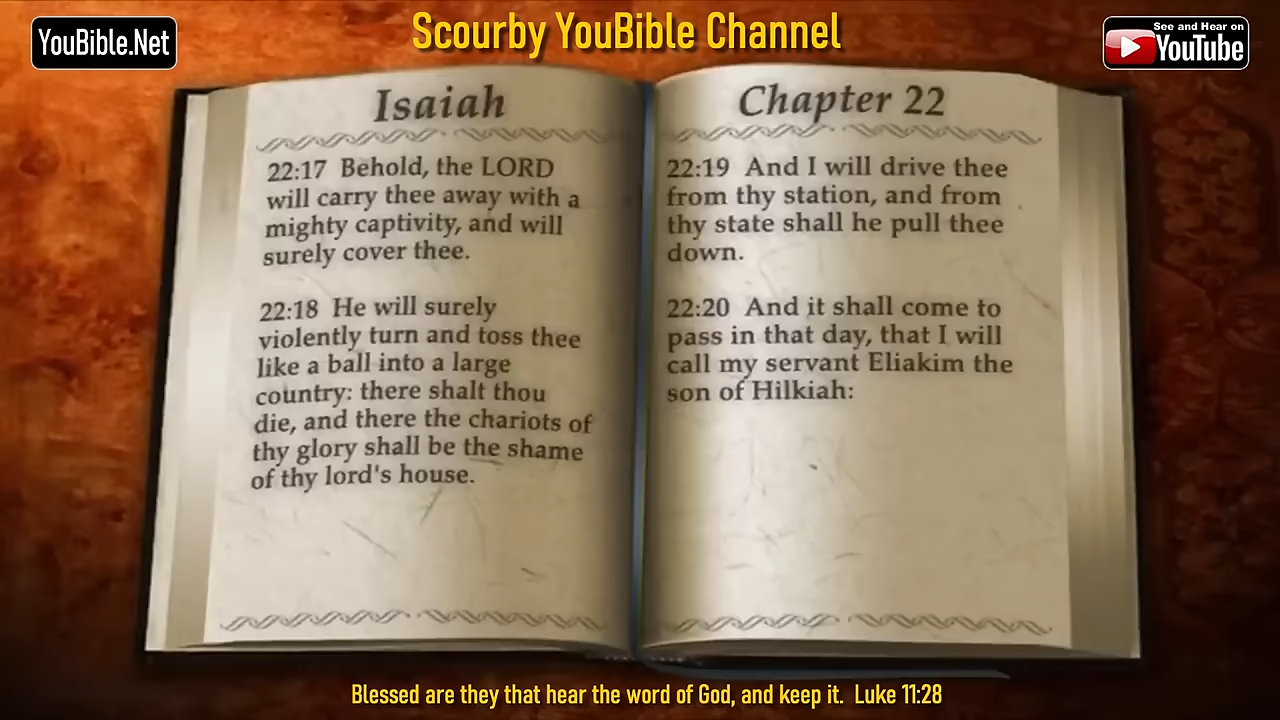 YouBible.Net
Scourby YouBible Channel
See and Hear on
YouTube
Isaiah
22:17 Behold, the LORD
will carry thee away with a
mighty captivity, and will
surely cover thee.
22:18 He will surely
violently turn and toss thee
like a ball into a large
country: there shalt thou
die, and there the chariots of
thy glory shall be the shame
of thy lord's house.
Chapter 22
22:19 And I will drive thee
from thy station, and from
thy state shall he pull thee
down.
22:20 And it shall come to
pass in that day, that I will
call my servant Eliakim the
son of Hilkiah:
Blessed are they that hear the word of God, and keep it. Luke 11:28